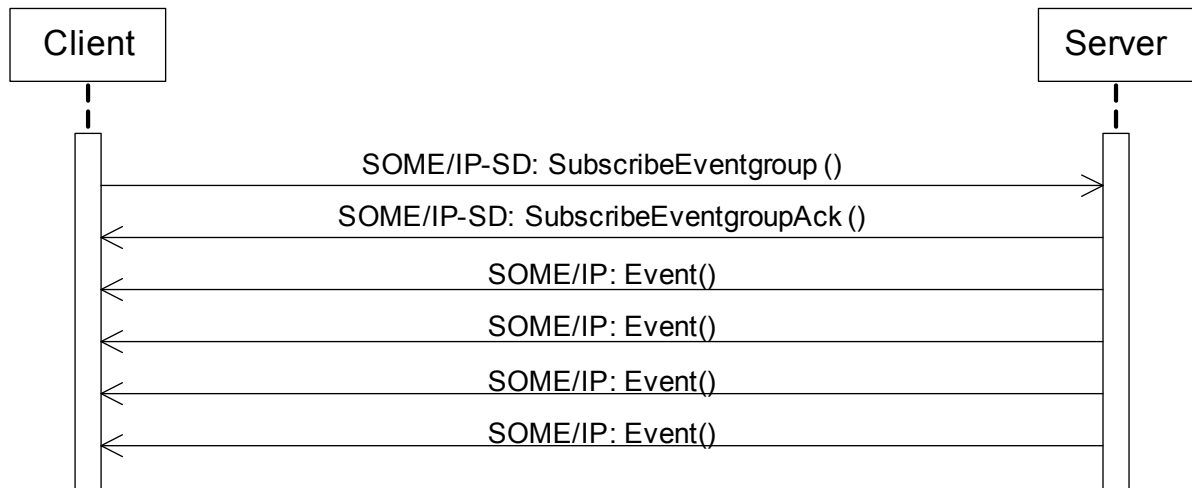 Client
Server
SOME/IP-SD: SubscribeEventgroup ()
SOME/IP-SD: SubscribeEventgroupAck ()
SOME/IP: Event()
SOME/IP: Event()
SOME/IP: Event()
SOME/IP: Event()